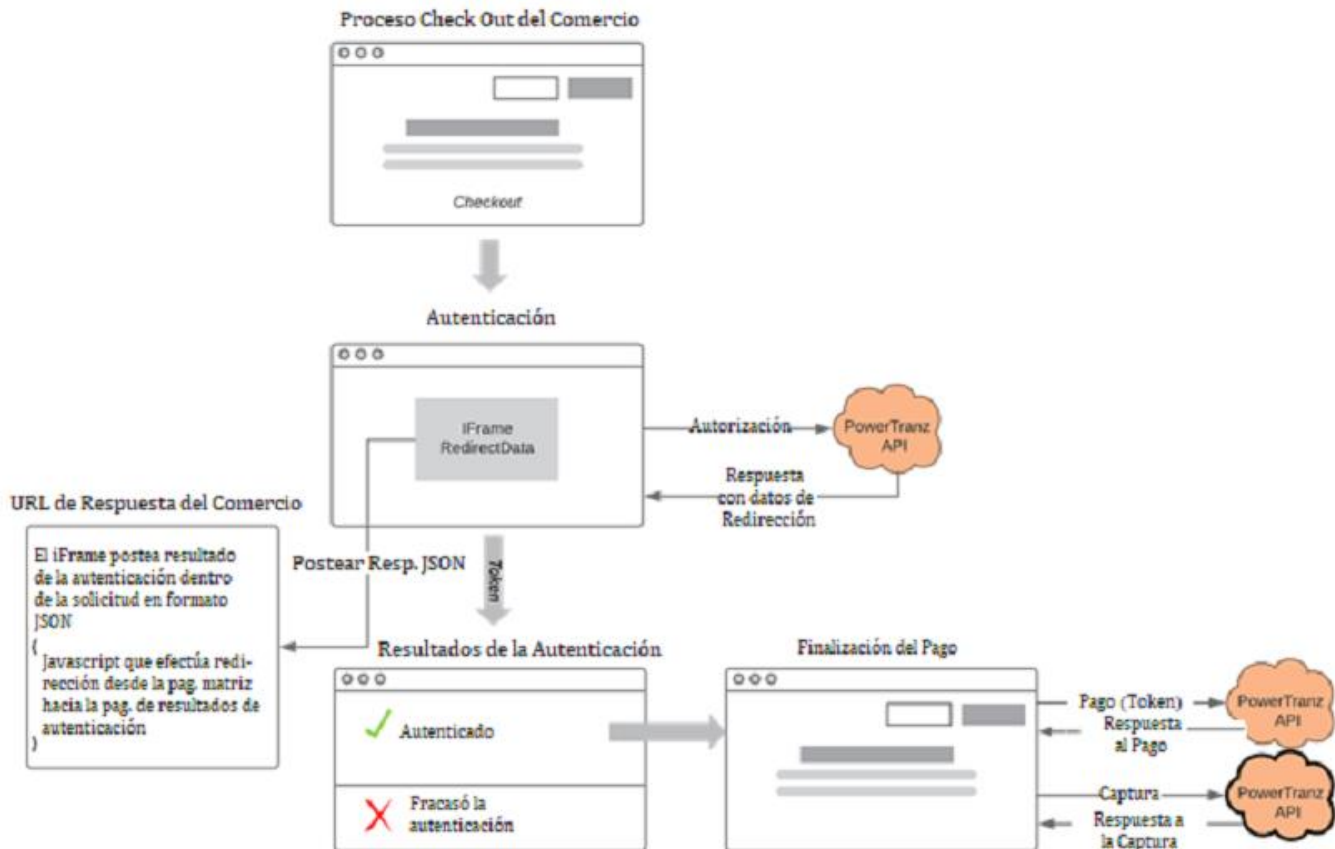 Proceso Check Out del Comercio
Checkout
Autenticación
IFrame
RedirectData
Autorización
PowerTranz
API
Respuesta
con datos de
Redirección
URL de Respuesta del Comercio
El iFrame postea resultado
de la autenticación dentro
de la solicitud en formato
JSON
{
Javascript que efectúa redi-
rección desde la pag. matriz
hacia la pag. de resultados de
autenticación
}
Postear Resp. JSON
Token
Resultados de la Autenticación
Autenticado
Fracasó la
autenticación
Finalización del Pago
Pago (Token)
Respuesta
al Pago
PowerTranz
API
Captura
Respuesta a
la Captura
PowerTranz
API